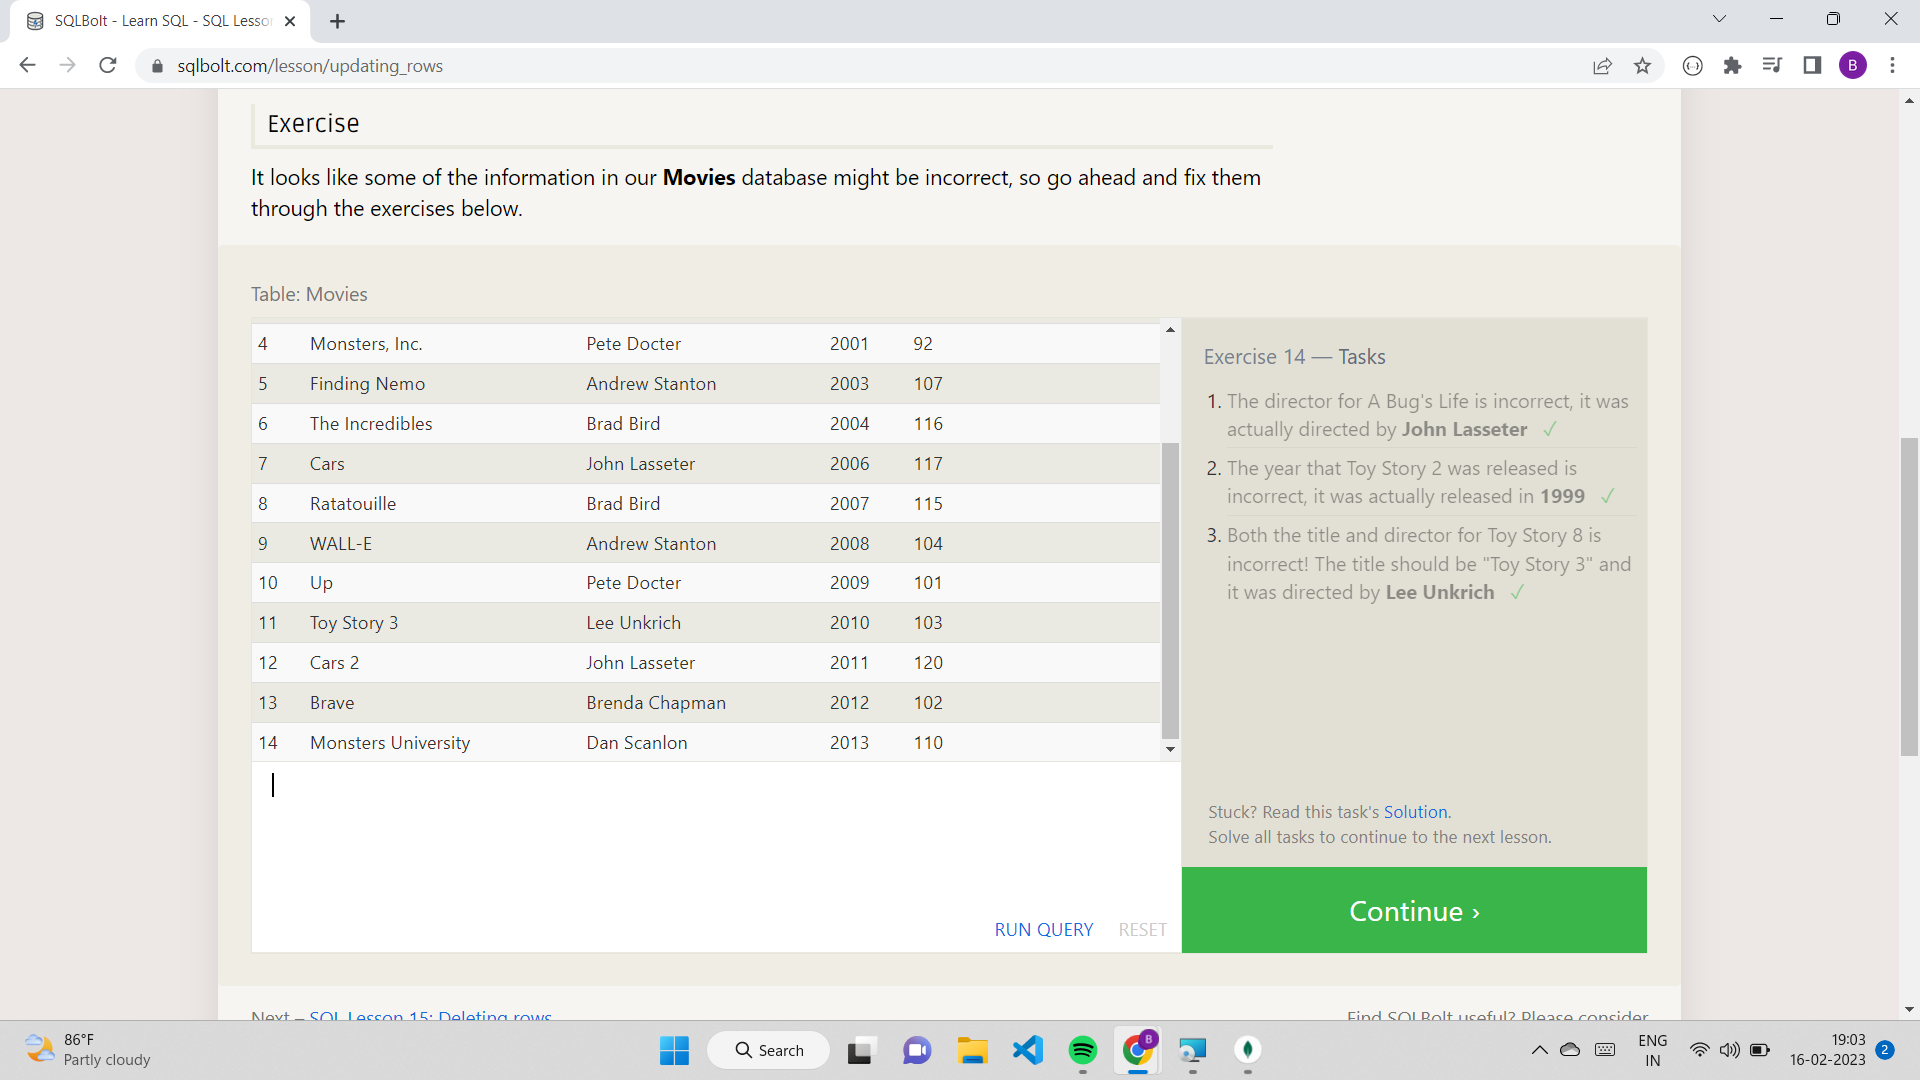 SQLBolt - Learn SQL - SQL Lesson
sqlbolt.com/lesson/updating_rows
B
Exercise
It looks like some of the information in our Movies database might be incorrect, so go ahead and fix them
through the exercises below.
Table: Movies
4 Monsters, Inc. Pete Docter 2001 92
5 Finding Nemo Andrew Stanton 2003 107
6 The Incredibles Brad Bird 2004 116
7 Cars John Lasseter 2006 117
8 Ratatouille Brad Bird 2007 115
9 WALL-E Andrew Stanton 2008 104
10 Up Pete Docter 2009 101
11 Toy Story 3 Lee Unkrich 2010 103
12 Cars 2 John Lasseter 2011 120
13 Brave Brenda Chapman 2012 102
14 Monsters University Dan Scanlon 2013 110
RUN QUERY RESET
Exercise 14 — Tasks
1. The director for A Bug's Life is incorrect, it was
actually directed by John Lasseter ✓
2. The year that Toy Story 2 was released is
incorrect, it was actually released in 1999 ✓
3. Both the title and director for Toy Story 8 is
incorrect! The title should be "Toy Story 3" and
it was directed by Lee Unkrich ✓
Stuck? Read this task's Solution.
Solve all tasks to continue to the next lesson.
Continue ›
Next – SQL Lesson 15: Deleting rows
Find SQLBolt useful? Please consider
86°F
Partly cloudy
Search
B
ENG
IN
19:03
16-02-2023
2